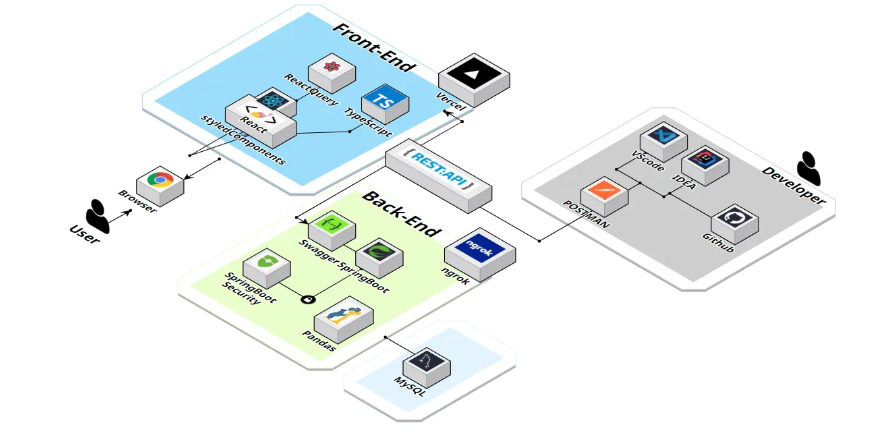 Front-End
ReactQuery
TS
TypeScript
React
styledComponents
Vercel
{ REST:API }
Browser
User
Developer
VScode
IDEA
POSTMAN
Github
Back-End
Swagger
SpringBoot
ngrok
ngrok
SpringBoot
Security
Pandas
MySQL